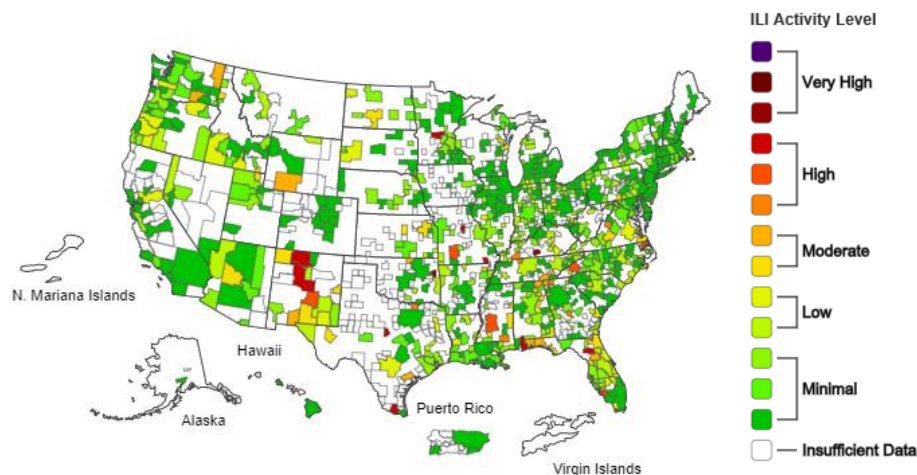 ILI Activity Level
Very High
High
Moderate
Low
Minimal
Insufficient Data
N. Mariana Islands
Hawaii
Alaska
Puerto Rico
Virgin Islands